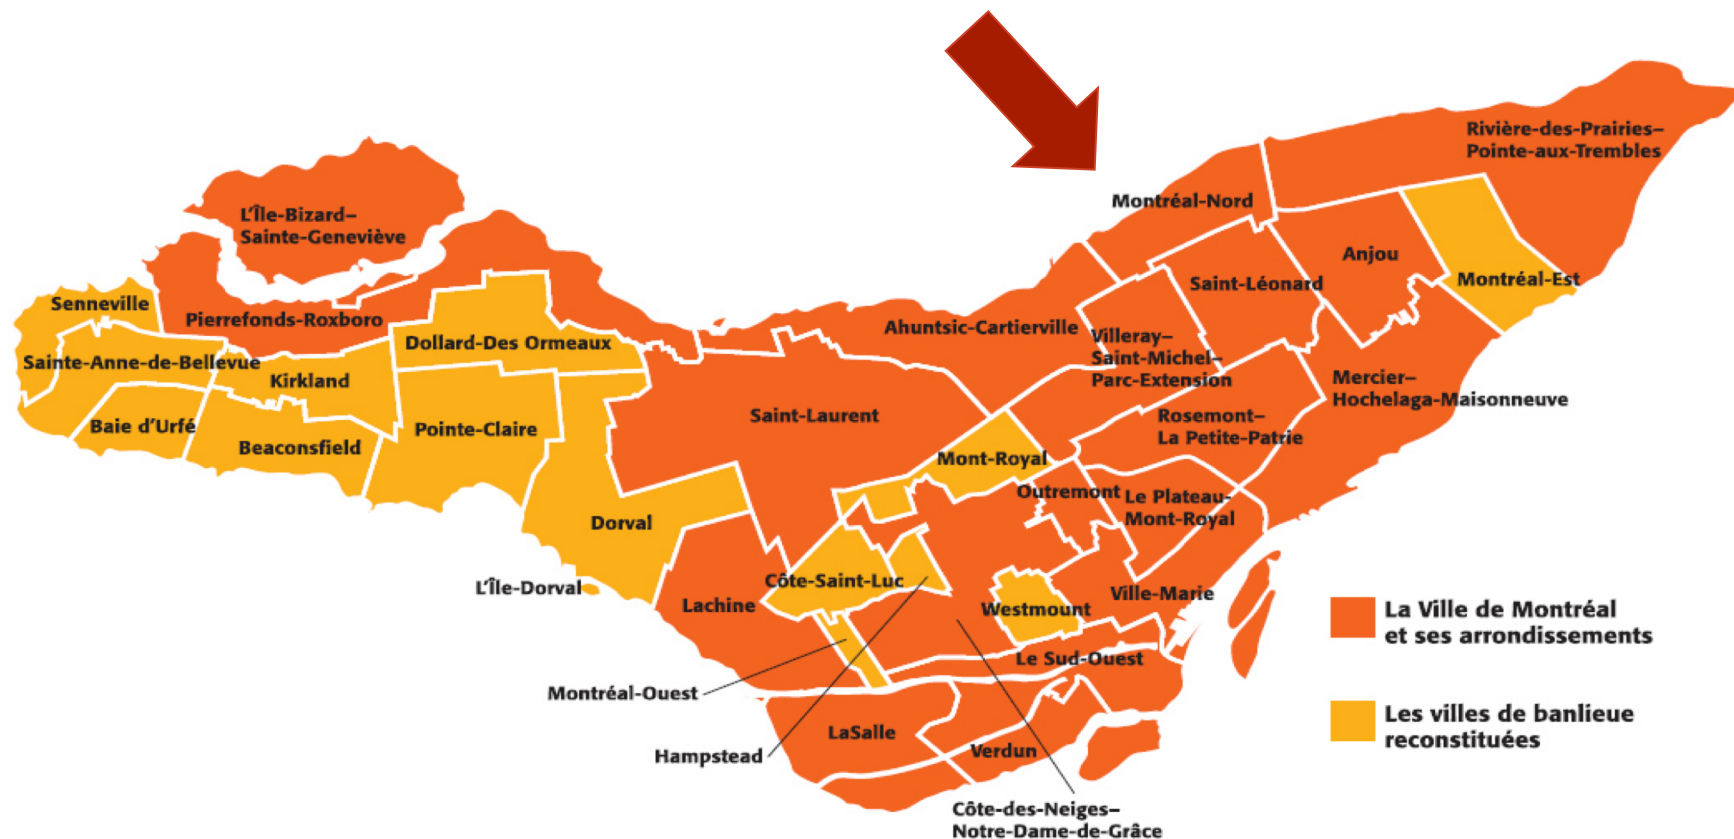 Rivière-des-Prairies–
Pointe-aux-Trembles
Montréal-Nord
L'Île-Bizard–
Sainte-Geneviève
Anjou
Montréal-Est
Saint-Léonard
Senneville
Pierrefonds-Roxboro
Ahuntsic-Cartierville
Villeray–
Saint-Michel–
Parc-Extension
Dollard-Des Ormeaux
Sainte-Anne-de-Bellevue
Kirkland
Mercier–
Hochelaga-Maisonneuve
Saint-Laurent
Rosemont–
La Petite-Patrie
Baie d'Urfé
Beaconsfield
Pointe-Claire
Mont-Royal
Outremont
Le Plateau-
Mont-Royal
Dorval
L'Île-Dorval
Côte-Saint-Luc
Lachine
Westmount
Ville-Marie
La Ville de Montréal
et ses arrondissements
Le Sud-Ouest
Montréal-Ouest
Les villes de banlieue
reconstituées
LaSalle
Verdun
Hampstead
Côte-des-Neiges–
Notre-Dame-de-Grâce